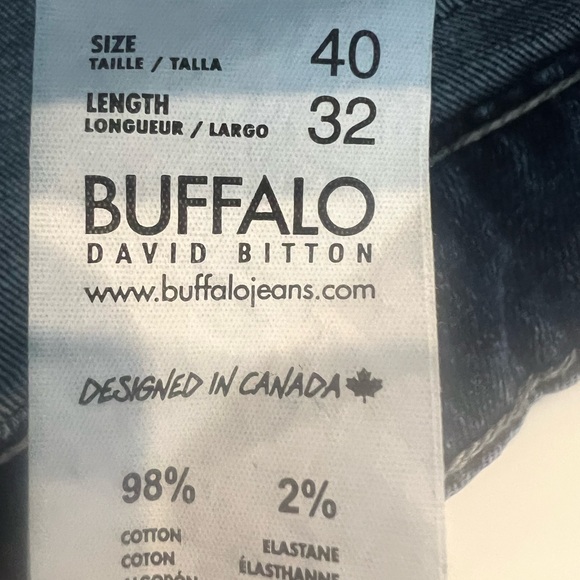 SIZE 40
TAILLE / TALLA
LENGTH 32
LONGUEUR / LARGO
BUFFALO
DAVID BITTON
www.buffalojeans.com
DESIGNED IN CANADA
98% 2%
COTTON ELASTANE
COTON ÉLASTHANNE
ALGODÓN